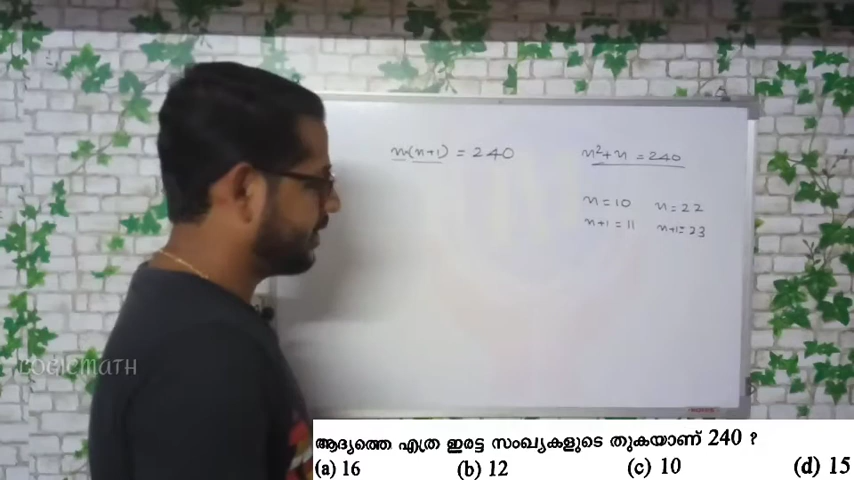 n(n+1) = 240
n²+n = 240
n = 10 n = 22
n+1 = 11 n+1 = 23
LOGICMATH
ആദ്യത്തെ എത്ര ഇരട്ട സംഖ്യകളുടെ തുകയാണ് 240 ?
(a) 16 (b) 12 (c) 10 (d) 15